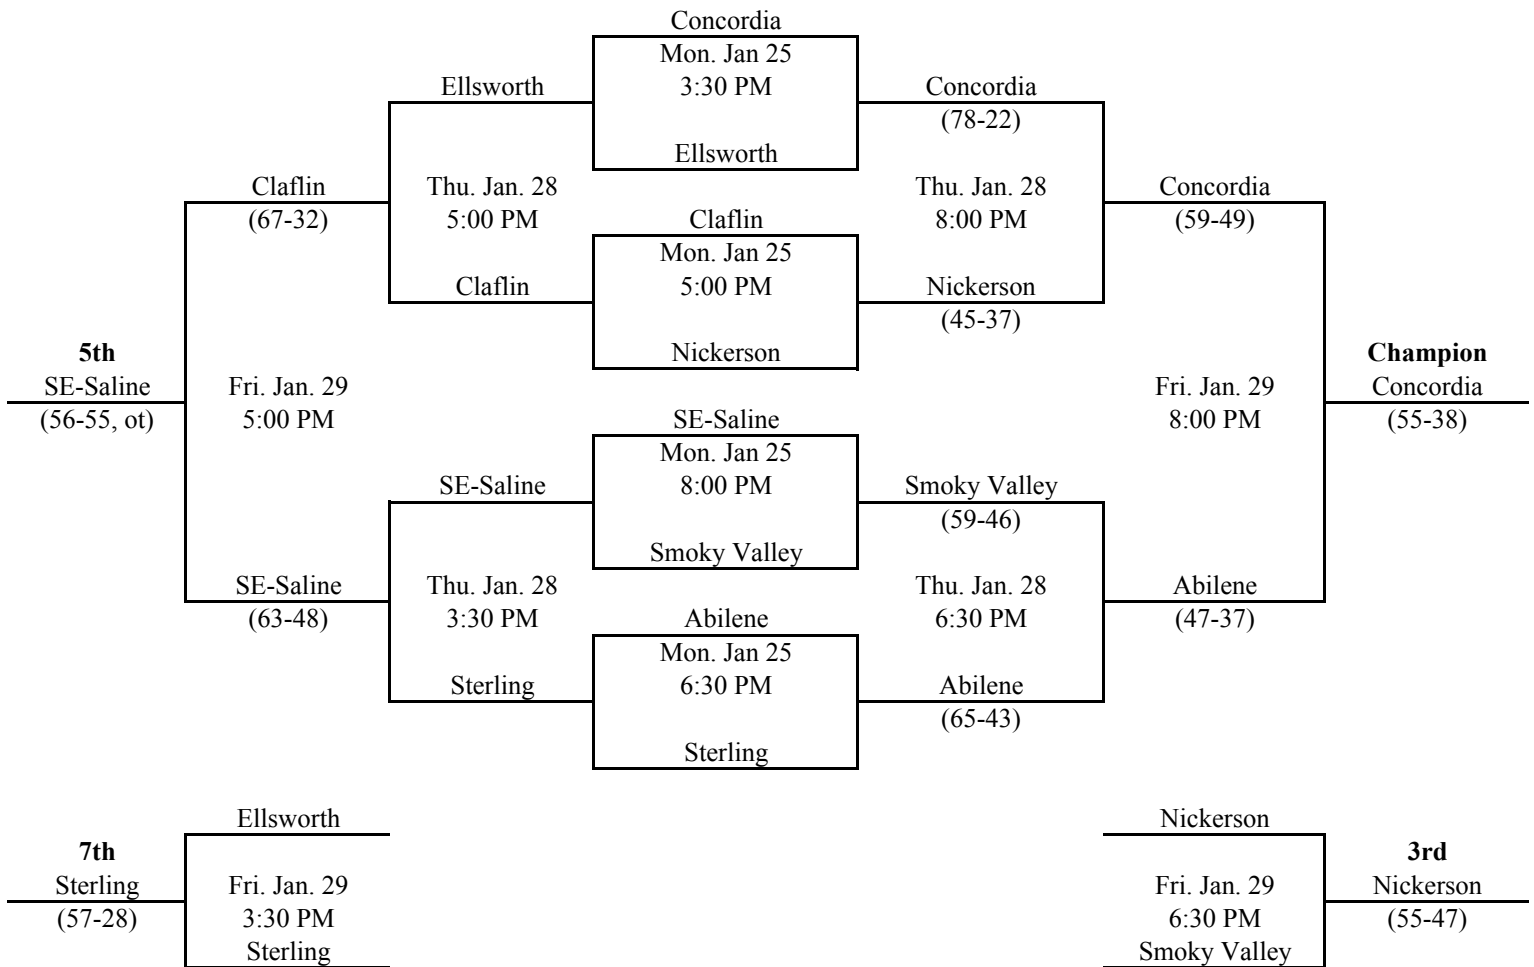 Concordia
Mon. Jan 25
3:30 PM
Ellsworth
Ellsworth
Concordia
(78-22)
Claflin
(67-32)
Thu. Jan. 28
5:00 PM
Thu. Jan. 28
8:00 PM
Concordia
(59-49)
Claflin
Mon. Jan 25
5:00 PM
Nickerson
Claflin
Nickerson
(45-37)
5th
SE-Saline
(56-55, ot)
Fri. Jan. 29
5:00 PM
Fri. Jan. 29
8:00 PM
Champion
Concordia
(55-38)
SE-Saline
Mon. Jan 25
8:00 PM
Smoky Valley
SE-Saline
Smoky Valley
(59-46)
SE-Saline
(63-48)
Thu. Jan. 28
3:30 PM
Thu. Jan. 28
6:30 PM
Abilene
(47-37)
Abilene
Mon. Jan 25
6:30 PM
Sterling
Sterling
Abilene
(65-43)
Ellsworth
7th
Sterling
(57-28)
Fri. Jan. 29
3:30 PM
Sterling
Nickerson
Fri. Jan. 29
6:30 PM
Smoky Valley
3rd
Nickerson
(55-47)